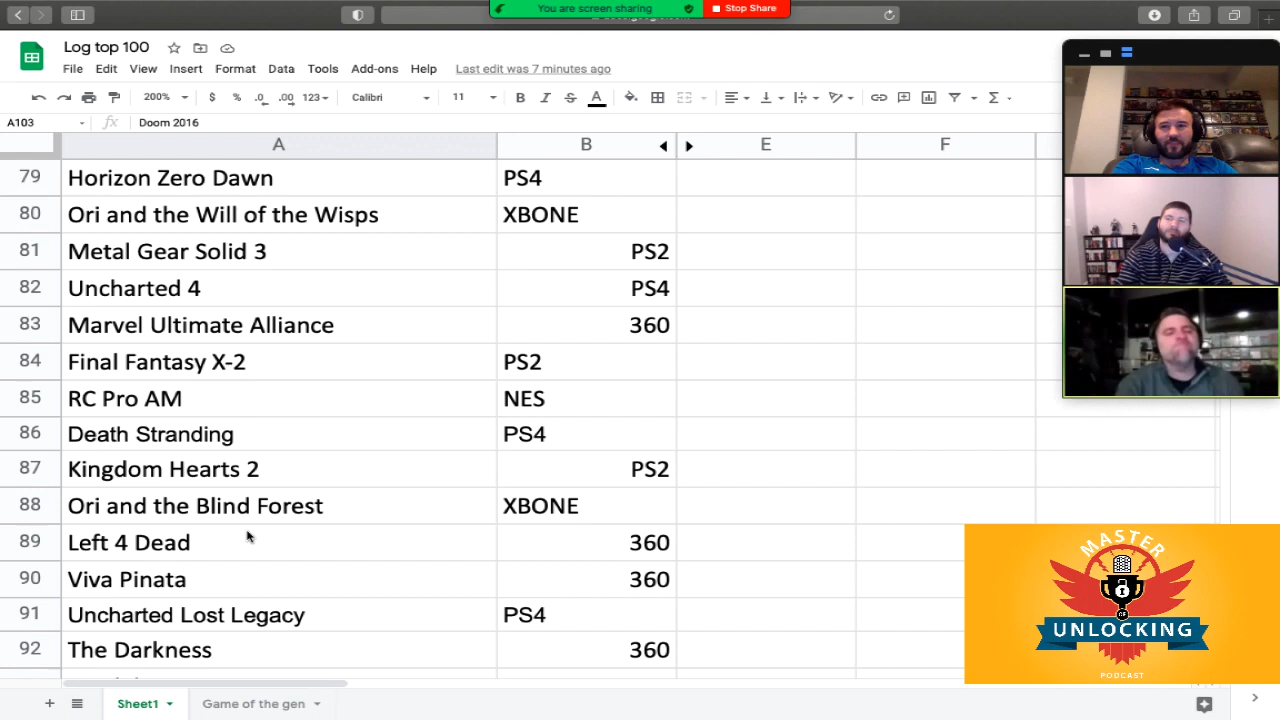 You are screen sharing
Stop Share
Log top 100
File Edit View Insert Format Data Tools Add-ons Help Last edit was 7 minutes ago
200% $ % .0 .00 123 Calibri 11 B I S A
A103 fx Doom 2016
A B E F
79 Horizon Zero Dawn PS4
80 Ori and the Will of the Wisps XBONE
81 Metal Gear Solid 3 PS2
82 Uncharted 4 PS4
83 Marvel Ultimate Alliance 360
84 Final Fantasy X-2 PS2
85 RC Pro AM NES
86 Death Stranding PS4
87 Kingdom Hearts 2 PS2
88 Ori and the Blind Forest XBONE
89 Left 4 Dead 360
90 Viva Pinata 360
91 Uncharted Lost Legacy PS4
92 The Darkness 360
MASTER
OF
UNLOCKING
PODCAST
Sheet1 Game of the gen